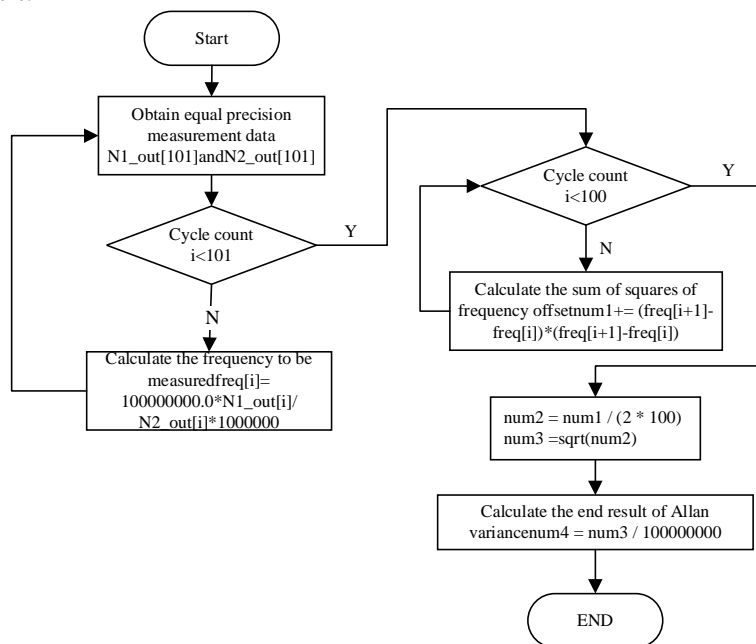 Start
Obtain equal precision
measurement data
N1_out[101]andN2_out[101]
Cycle count
i<101
Y
N
Calculate the frequency to be
measuredfreq[i]=
100000000.0*N1_out[i]/
N2_out[i]*1000000
Cycle count
i<100
Y
N
Calculate the sum of squares of
frequency offsetnum1+= (freq[i+1]-
freq[i])*(freq[i+1]-freq[i])
num2 = num1 / (2 * 100)
num3 =sqrt(num2)
Calculate the end result of Allan
variancenum4 = num3 / 100000000
END